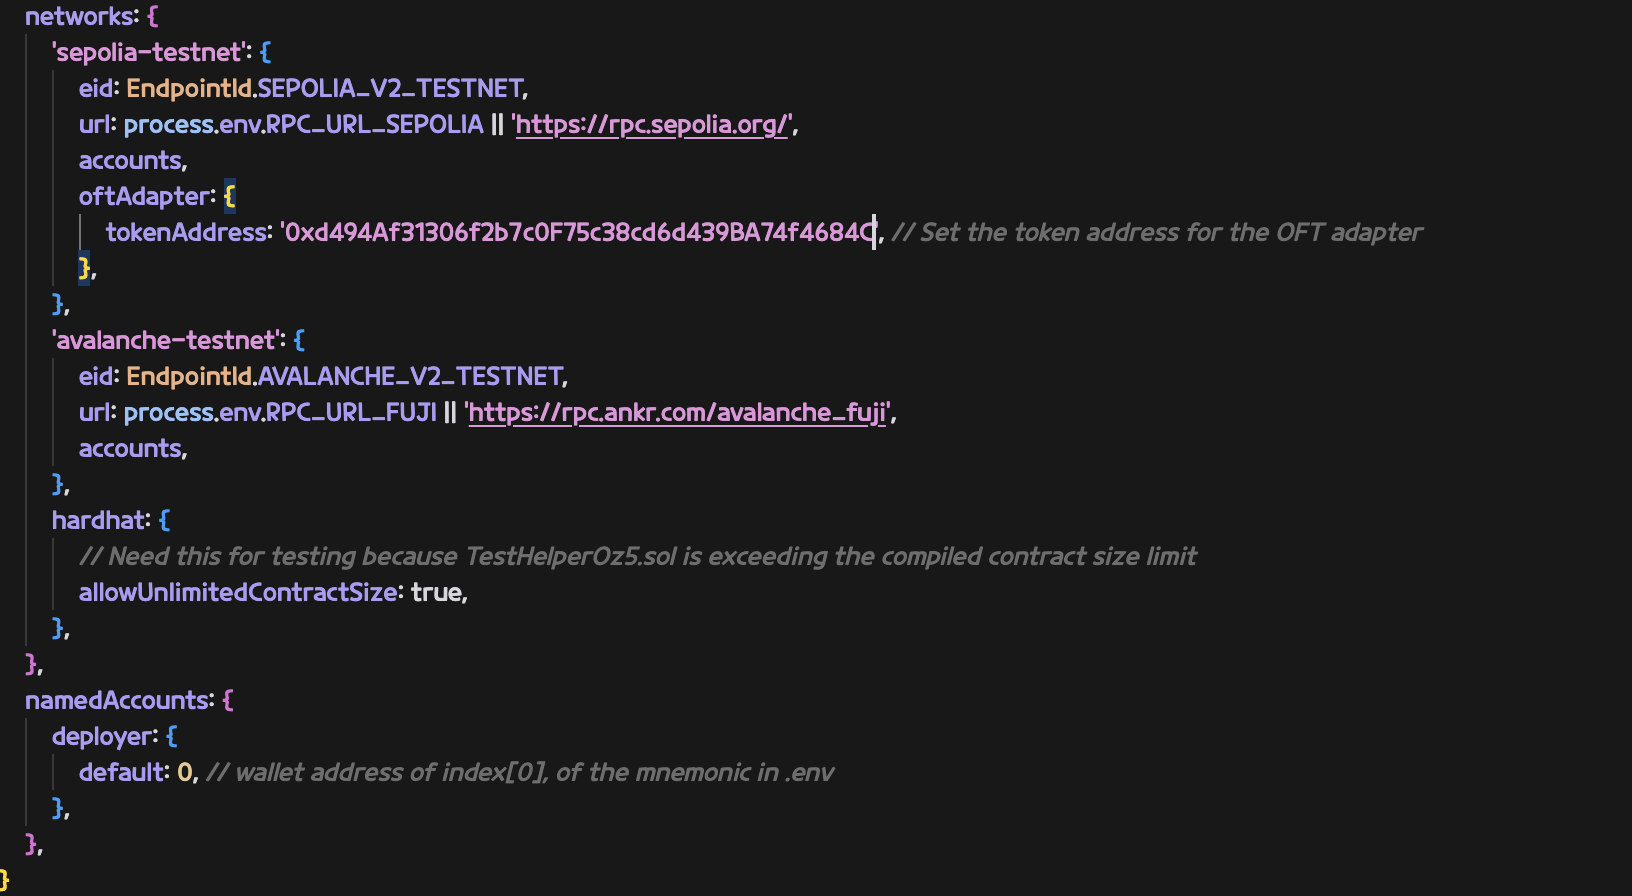 networks: {
'sepolia-testnet': {
eid: EndpointId.SEPOLIA_V2_TESTNET,
url: process.env.RPC_URL_SEPOLIA || 'https://rpc.sepolia.org/',
accounts,
oftAdapter: {
tokenAddress: '0xd494Af31306f2b7c0F75c38cd6d439BA74f4684C', // Set the token address for the OFT adapter
},
},
'avalanche-testnet': {
eid: EndpointId.AVALANCHE_V2_TESTNET,
url: process.env.RPC_URL_FUJI || 'https://rpc.ankr.com/avalanche_fuji',
accounts,
},
hardhat: {
// Need this for testing because TestHelperOz5.sol is exceeding the compiled contract size limit
allowUnlimitedContractSize: true,
},
},
namedAccounts: {
deployer: {
default: 0, // wallet address of index[0], of the mnemonic in .env
},
},
}